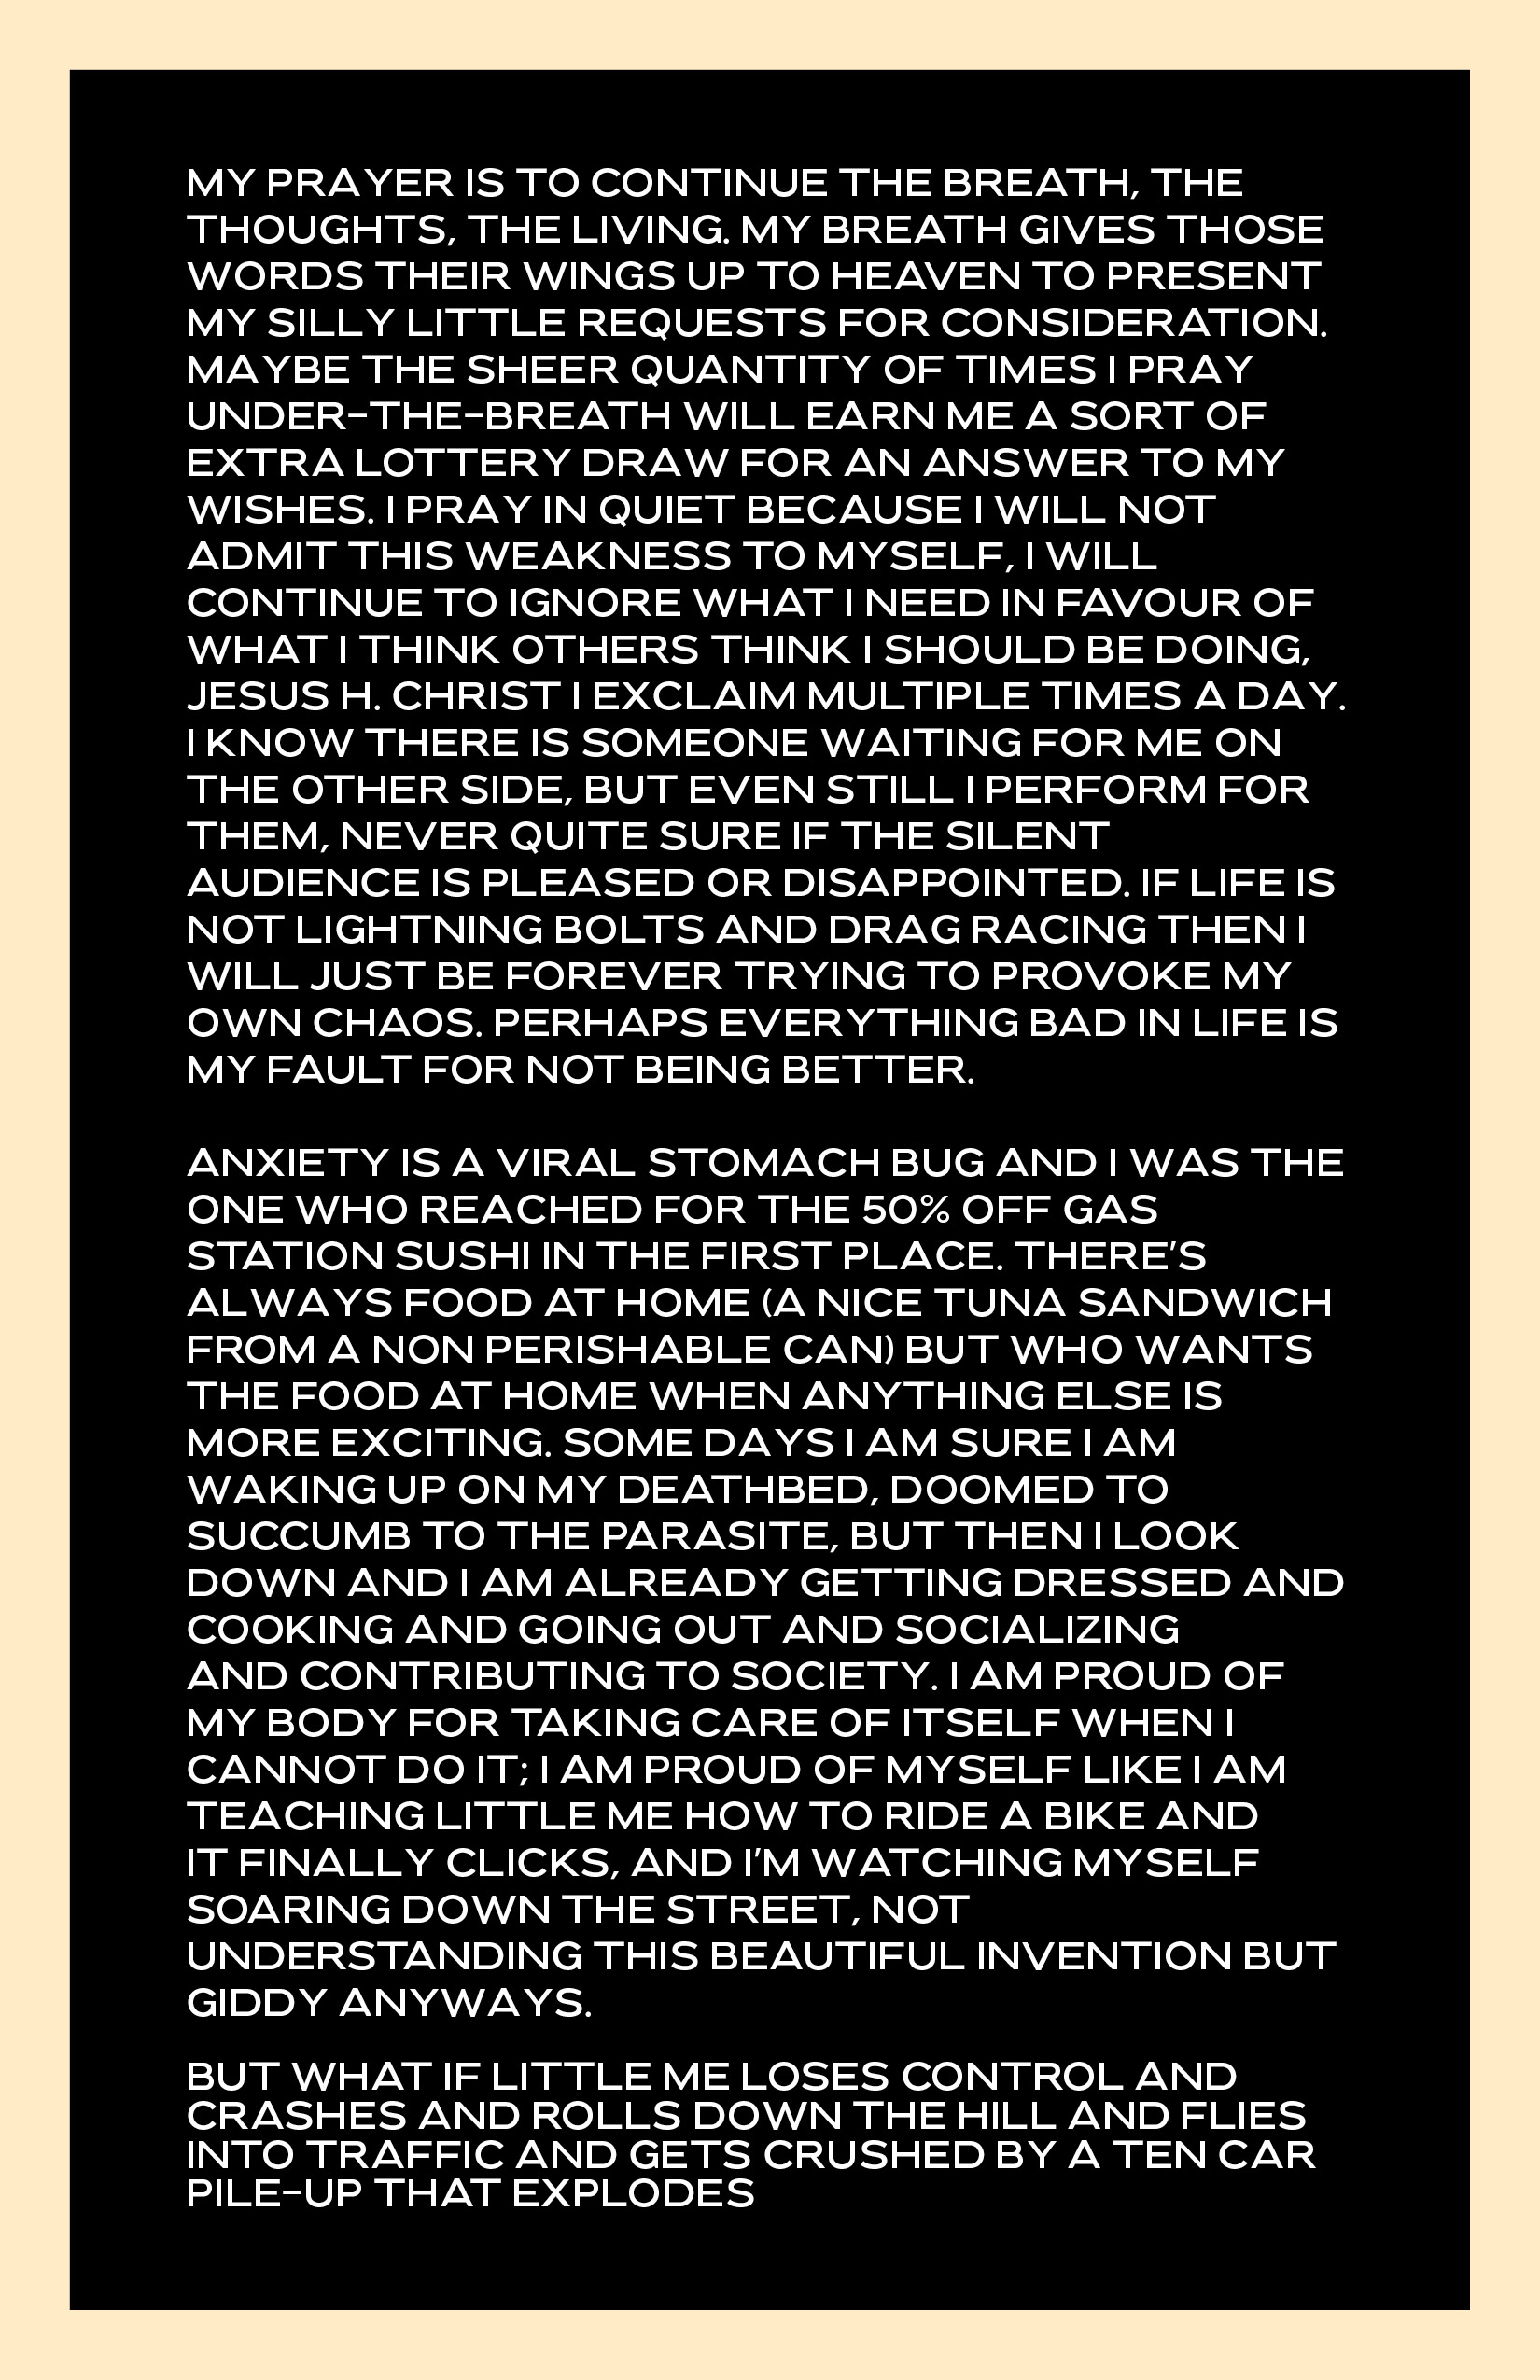 MY PRAYER IS TO CONTINUE THE BREATH, THE
THOUGHTS, THE LIVING. MY BREATH GIVES THOSE
WORDS THEIR WINGS UP TO HEAVEN TO PRESENT
MY SILLY LITTLE REQUESTS FOR CONSIDERATION.
MAYBE THE SHEER QUANTITY OF TIMES I PRAY
UNDER-THE-BREATH WILL EARN ME A SORT OF
EXTRA LOTTERY DRAW FOR AN ANSWER TO MY
WISHES. I PRAY IN QUIET BECAUSE I WILL NOT
ADMIT THIS WEAKNESS TO MYSELF, I WILL
CONTINUE TO IGNORE WHAT I NEED IN FAVOUR OF
WHAT I THINK OTHERS THINK I SHOULD BE DOING,
JESUS H. CHRIST I EXCLAIM MULTIPLE TIMES A DAY.
I KNOW THERE IS SOMEONE WAITING FOR ME ON
THE OTHER SIDE, BUT EVEN STILL I PERFORM FOR
THEM, NEVER QUITE SURE IF THE SILENT
AUDIENCE IS PLEASED OR DISAPPOINTED. IF LIFE IS
NOT LIGHTNING BOLTS AND DRAG RACING THEN I
WILL JUST BE FOREVER TRYING TO PROVOKE MY
OWN CHAOS. PERHAPS EVERYTHING BAD IN LIFE IS
MY FAULT FOR NOT BEING BETTER.
ANXIETY IS A VIRAL STOMACH BUG AND I WAS THE
ONE WHO REACHED FOR THE 50% OFF GAS
STATION SUSHI IN THE FIRST PLACE. THERE'S
ALWAYS FOOD AT HOME (A NICE TUNA SANDWICH
FROM A NON PERISHABLE CAN) BUT WHO WANTS
THE FOOD AT HOME WHEN ANYTHING ELSE IS
MORE EXCITING. SOME DAYS I AM SURE I AM
WAKING UP ON MY DEATHBED, DOOMED TO
SUCCUMB TO THE PARASITE, BUT THEN I LOOK
DOWN AND I AM ALREADY GETTING DRESSED AND
COOKING AND GOING OUT AND SOCIALIZING
AND CONTRIBUTING TO SOCIETY. I AM PROUD OF
MY BODY FOR TAKING CARE OF ITSELF WHEN I
CANNOT DO IT; I AM PROUD OF MYSELF LIKE I AM
TEACHING LITTLE ME HOW TO RIDE A BIKE AND
IT FINALLY CLICKS, AND I'M WATCHING MYSELF
SOARING DOWN THE STREET, NOT
UNDERSTANDING THIS BEAUTIFUL INVENTION BUT
GIDDY ANYWAYS.
BUT WHAT IF LITTLE ME LOSES CONTROL AND
CRASHES AND ROLLS DOWN THE HILL AND FLIES
INTO TRAFFIC AND GETS CRUSHED BY A TEN CAR
PILE-UP THAT EXPLODES